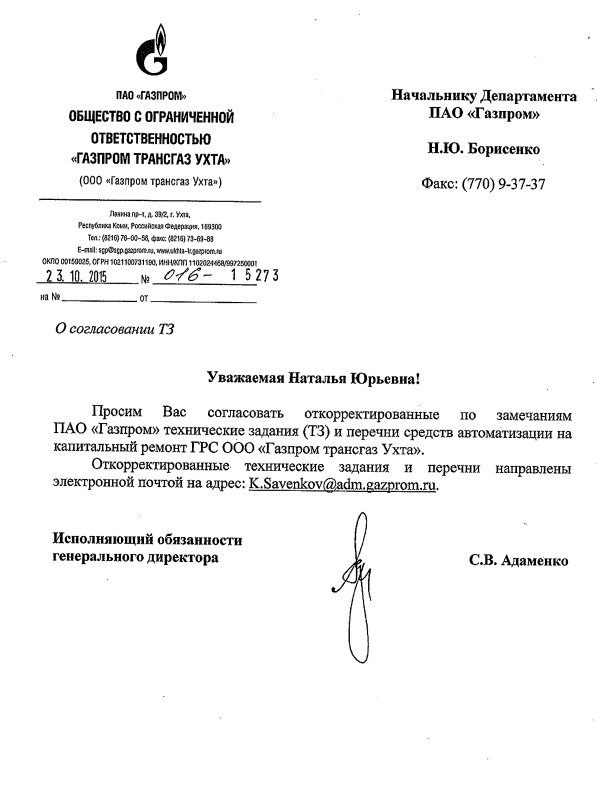 ПАО «ГАЗПРОМ»
ОБЩЕСТВО С ОГРАНИЧЕННОЙ
ОТВЕТСТВЕННОСТЬЮ
«ГАЗПРОМ ТРАНСГАЗ УХТА»
(ООО «Газпром трансгаз Ухта»)
Ленина пр-т, д. 39/2, г. Ухта,
Республика Коми, Российская Федерация, 169300
Тел.: (8216) 76-00-56, факс: (8216) 73-69-88
E-mail: sgp@sgp.gazprom.ru, www.ukhta-tr.gazprom.ru
ОКПО 00159025, ОГРН 1021100731190, ИНН/КПП 1102024468/997250001
23.10.2015 № 016- 15273
на № от
Начальнику Департамента
ПАО «Газпром»
Н.Ю. Борисенко
Факс: (770) 9-37-37
О согласовании ТЗ
Уважаемая Наталья Юрьевна!
Просим Вас согласовать откорректированные по замечаниям
ПАО «Газпром» технические задания (ТЗ) и перечни средств автоматизации на
капитальный ремонт ГРС ООО «Газпром трансгаз Ухта».
Откорректированные технические задания и перечни направлены
электронной почтой на адрес: K.Savenkov@adm.gazprom.ru.
Исполняющий обязанности
генерального директора
С.В. Адаменко